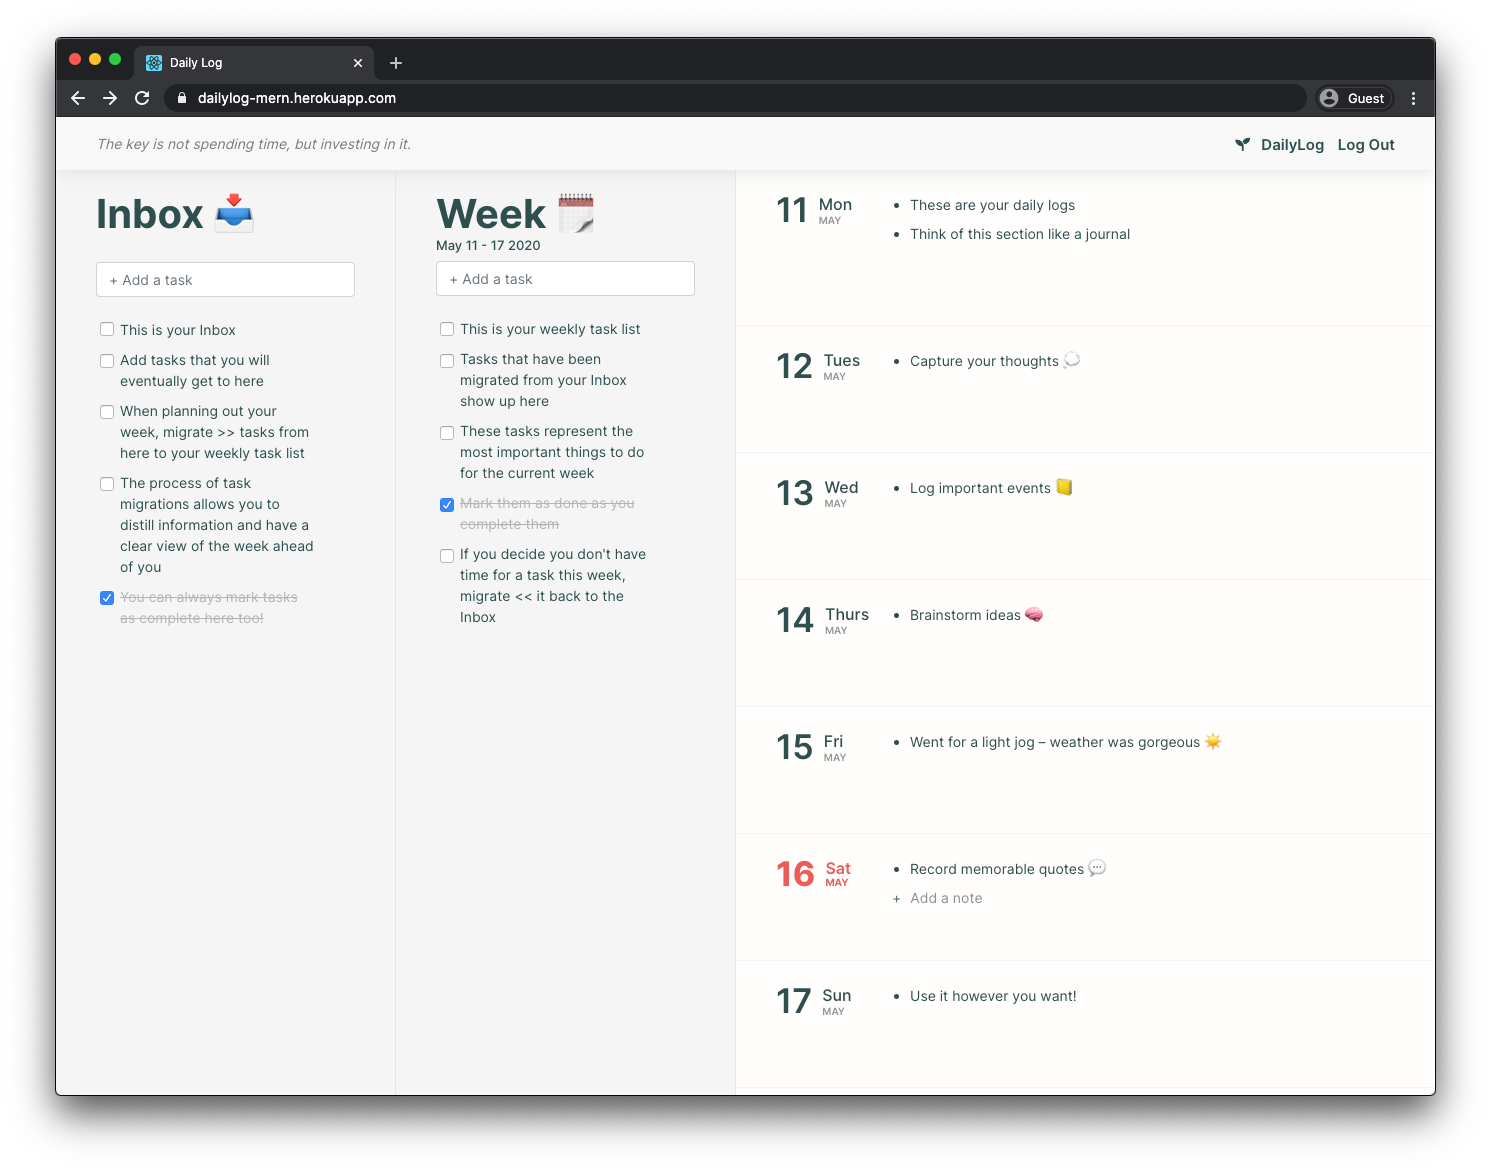 Daily Log
dailylog-mern.herokuapp.com
Guest
The key is not spending time, but investing in it.
DailyLog Log Out
Inbox
+ Add a task
This is your Inbox
Add tasks that you will
eventually get to here
When planning out your
week, migrate >> tasks from
here to your weekly task list
The process of task
migrations allows you to
distill information and have a
clear view of the week ahead
of you
You can always mark tasks
as complete here too!
Week
May 11 - 17 2020
+ Add a task
This is your weekly task list
Tasks that have been
migrated from your Inbox
show up here
These tasks represent the
most important things to do
for the current week
Mark them as done as you
complete them
If you decide you don't have
time for a task this week,
migrate << it back to the
Inbox
11 Mon
MAY
• These are your daily logs
• Think of this section like a journal
12 Tues
MAY
• Capture your thoughts 💭
13 Wed
MAY
• Log important events
14 Thurs
MAY
• Brainstorm ideas 🧠
15 Fri
MAY
• Went for a light jog – weather was gorgeous ☀️
16 Sat
MAY
• Record memorable quotes 💬
+ Add a note
17 Sun
MAY
• Use it however you want!